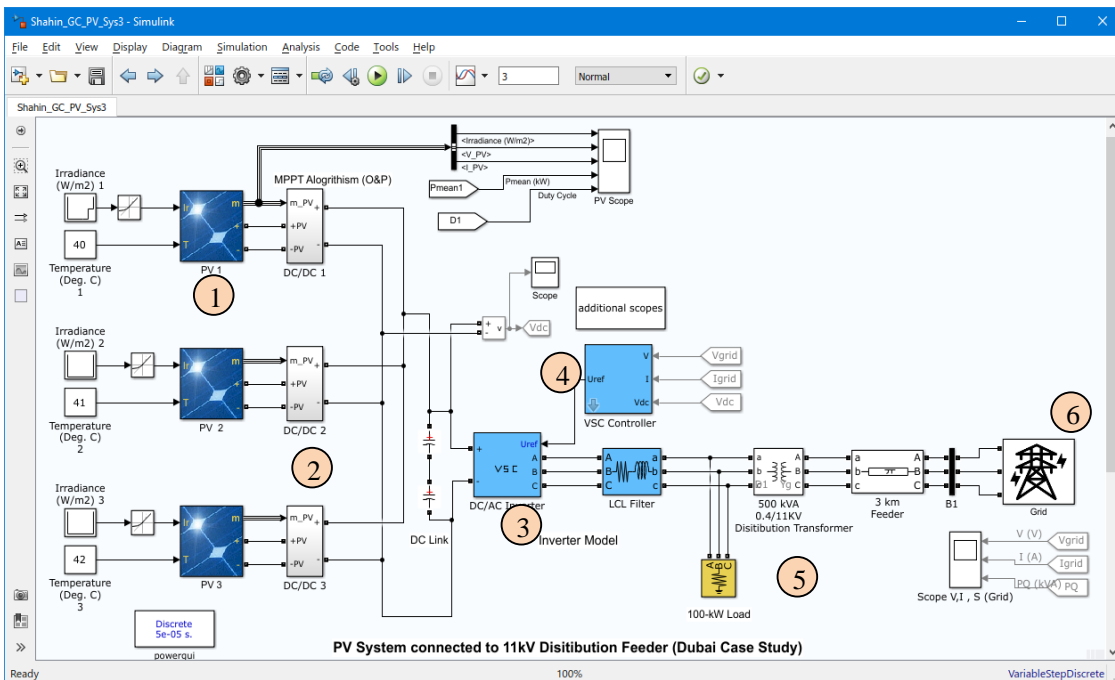 Shahin_GC_PV_Sys3 - Simulink
File Edit View Display Diagram Simulation Analysis Code Tools Help
3
Normal
Shahin_GC_PV_Sys3
Irradiance
(W/m2) 1
40
Temperature
(Deg. C)
1
Ir
T
m
+
-
PV 1
1
MPPT Alogrithism (O&P)
m_PV
+PV
-PV
+
-
DC/DC 1
<Irradiance (W/m2)>
<V_PV>
<I_PV>
Pmean1
Pmean (kW)
D1
Duty Cycle
PV Scope
Irradiance
(W/m2) 2
41
Temperature
(Deg. C)
2
Ir
T
m
+
-
PV 2
m_PV
+PV
-PV
+
-
DC/DC 2
2
Irradiance
(W/m2) 3
42
Temperature
(Deg. C)
3
Ir
T
m
+
-
PV 3
m_PV
+PV
-PV
+
-
DC/DC 3
Discrete
5e-05 s.
powergui
Scope
+
-
v
Vdc
additional scopes
4
Uref
V
I
Vdc
VSC Controller
Vgrid
Igrid
Vdc
+
+
DC Link
+
-
Uref
VSC
A
B
C
DC/AC Inverter
3
Inverter Model
A
B
C
a
b
c
LCL Filter
a
b
c
A
B
C
D1 Yg
500 kVA
0.4/11KV
Disitibution Transformer
a
b
c
A
B
C
3 km
Feeder
B1
6
Grid
A B C
100-kW Load
5
V (V)
I (A)
PQ (kVA)
Vgrid
Igrid
PQ
Scope V,I , S (Grid)
PV System connected to 11kV Disitibution Feeder (Dubai Case Study)
Ready
100%
VariableStepDiscrete